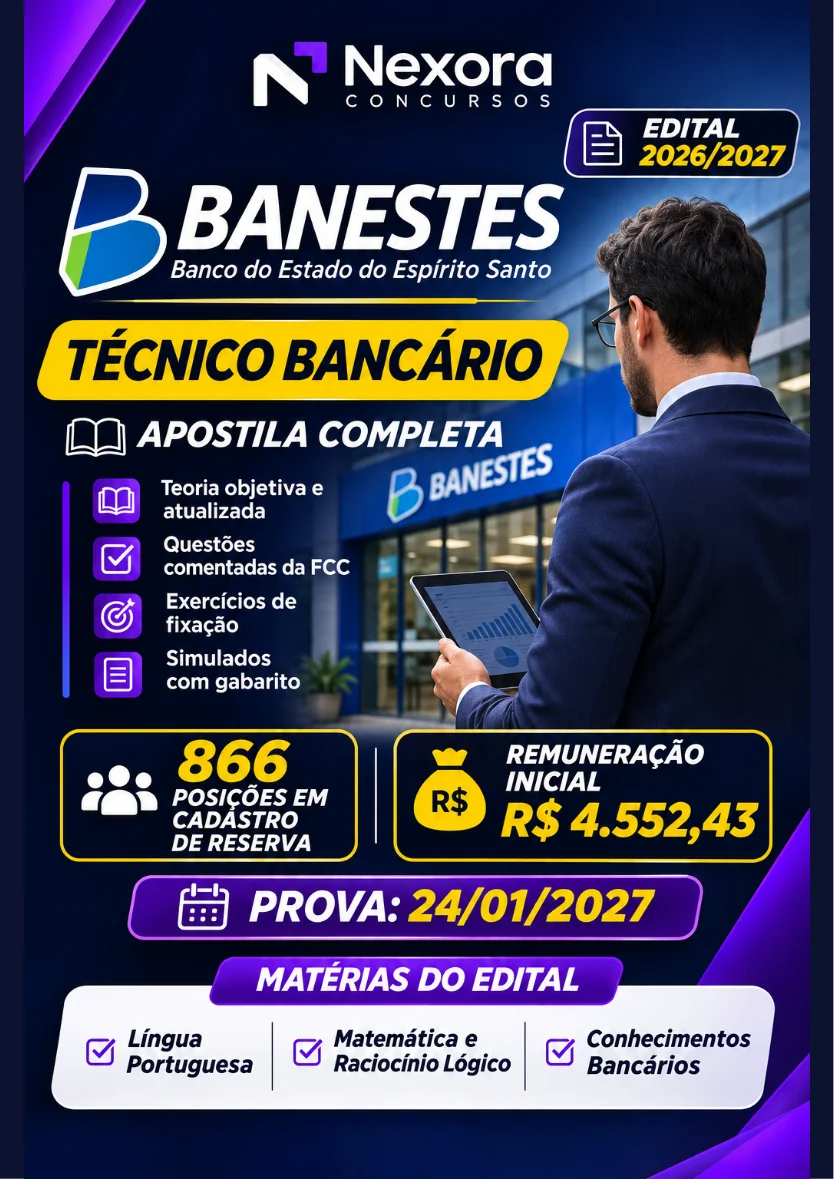 Nexora
CONCURSOS
EDITAL
2026/2027
BANESTES
Banco do Estado do Espírito Santo
TÉCNICO BANCÁRIO
APOSTILA COMPLETA
BANESTES
Teoria objetiva e
atualizada
Questões
comentadas da FCC
Exercícios de
fixação
Simulados
com gabarito
866
POSIÇÕES EM
CADASTRO
DE RESERVA
R$
REMUNERAÇÃO
INICIAL
R$ 4.552,43
PROVA: 24/01/2027
MATÉRIAS DO EDITAL
Língua
Portuguesa
Matemática e
Raciocínio Lógico
Conhecimentos
Bancários